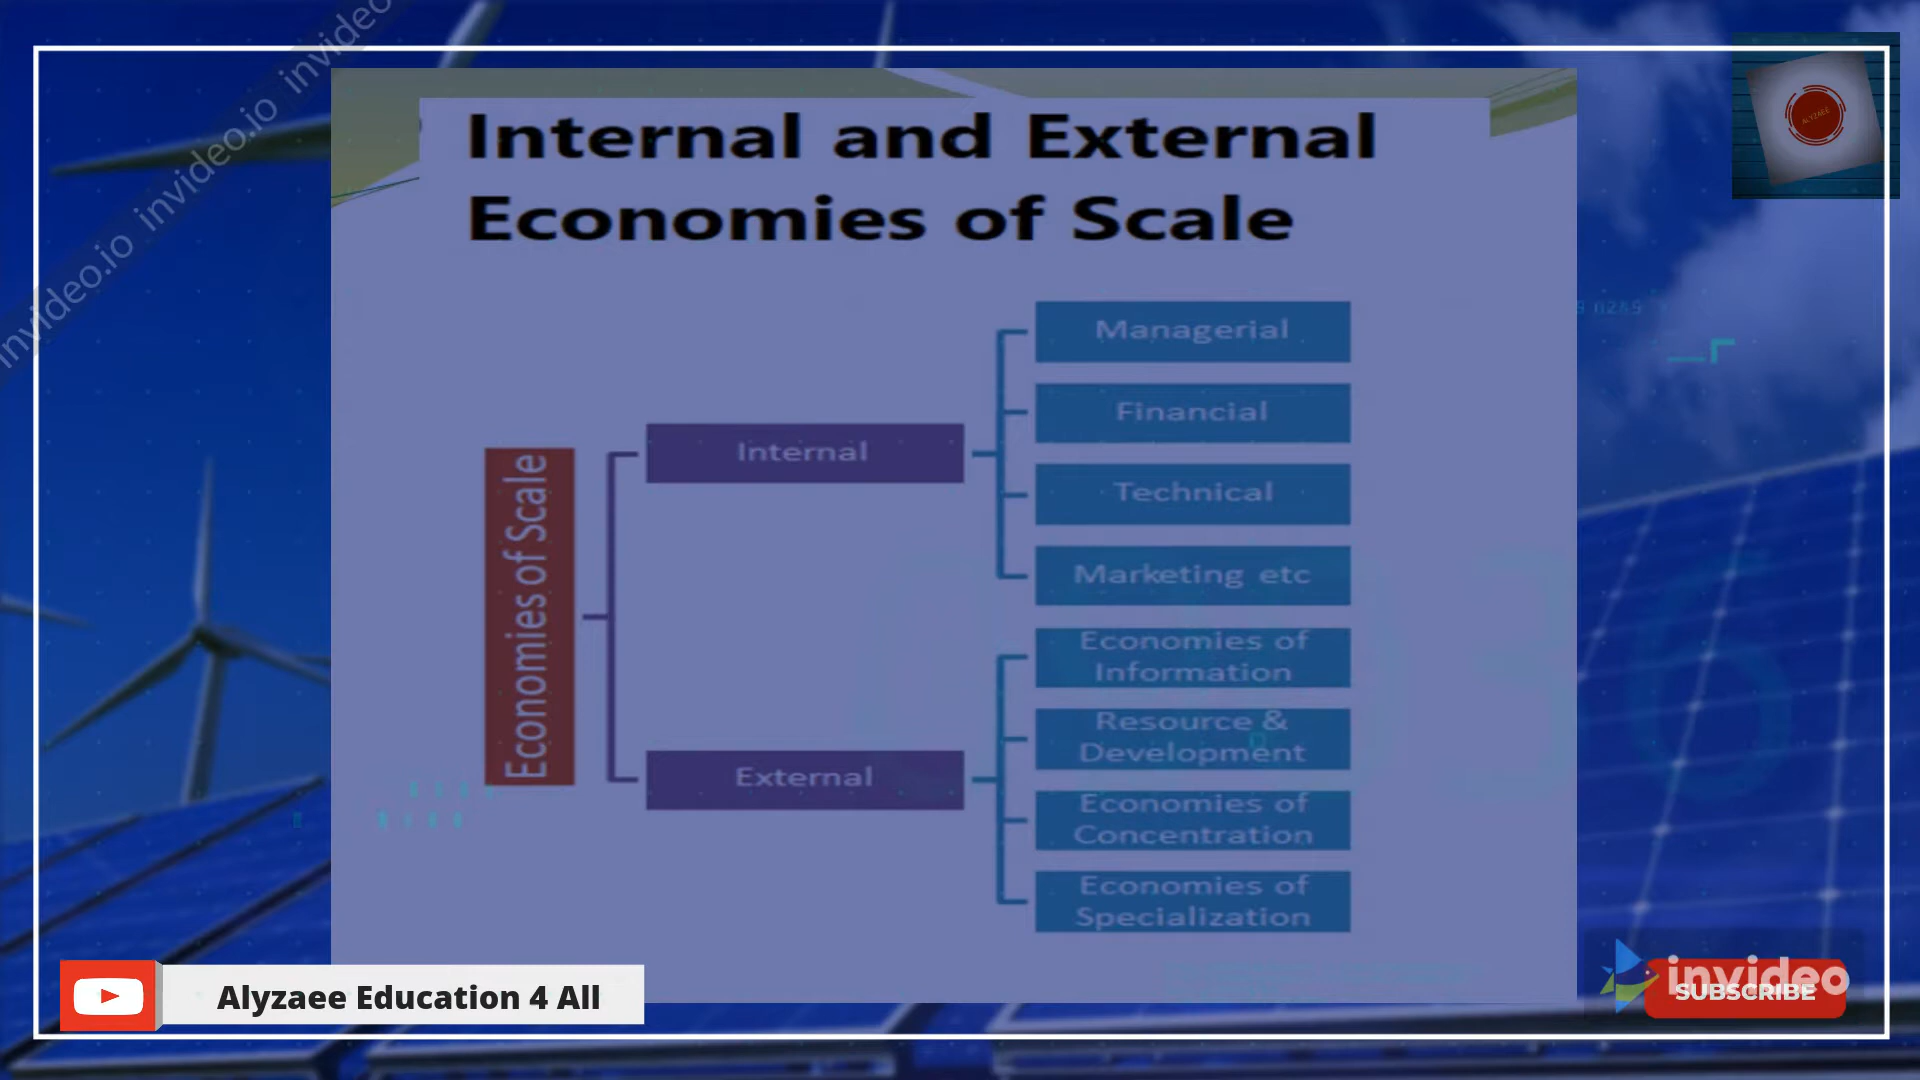 invideo.io invideo.io invideo
ALYZAEE
Internal and External
Economies of Scale
Managerial
Financial
Internal
Technical
Marketing etc
Economies of Scale
Economies of
Information
Resource &
Development
External
Economies of
Concentration
Economies of
Specialization
Alyzaee Education 4 All
invideo
SUBSCRIBE